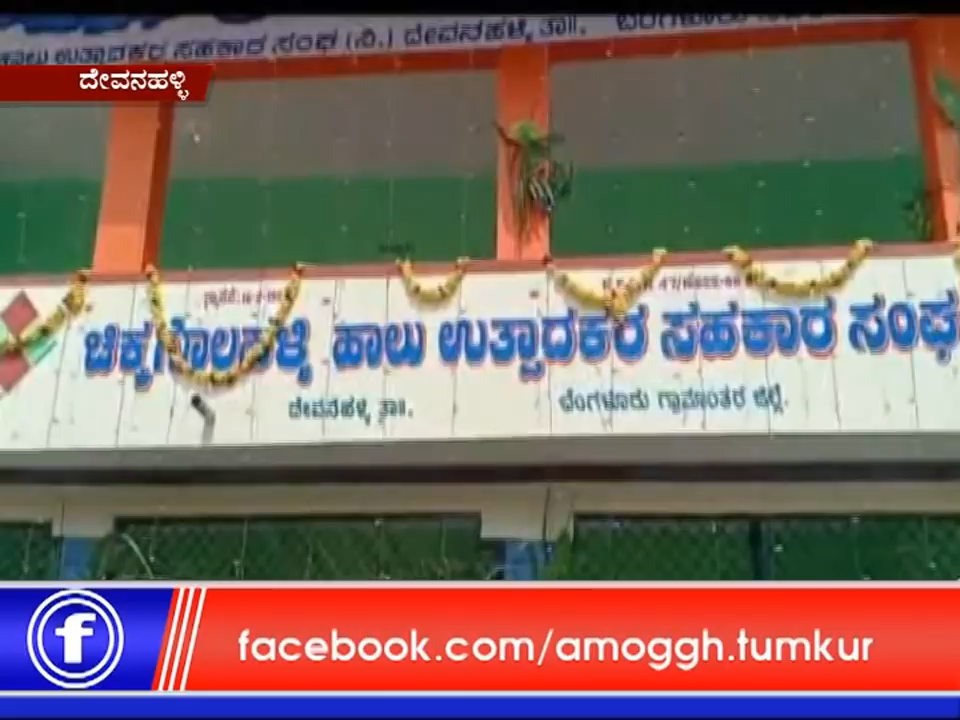 ಹಾಲು ಉತ್ಪಾದಕರ ಸಹಕಾರ ಸಂಘ (ನಿ.) ದೇವನಹಳ್ಳಿ ತಾ॥.
ದೇವನಹಳ್ಳಿ
ಚಿಕ್ಕಗೊಲ್ಲಹಳ್ಳಿ ಹಾಲು ಉತ್ಪಾದಕರ ಸಹಕಾರ ಸಂಘ
ದೇವನಹಳ್ಳಿ ತಾ॥. ಬೆಂಗಳೂರು ಗ್ರಾಮಾಂತರ ಜಿಲ್ಲೆ.
facebook.com/amoggh.tumkur